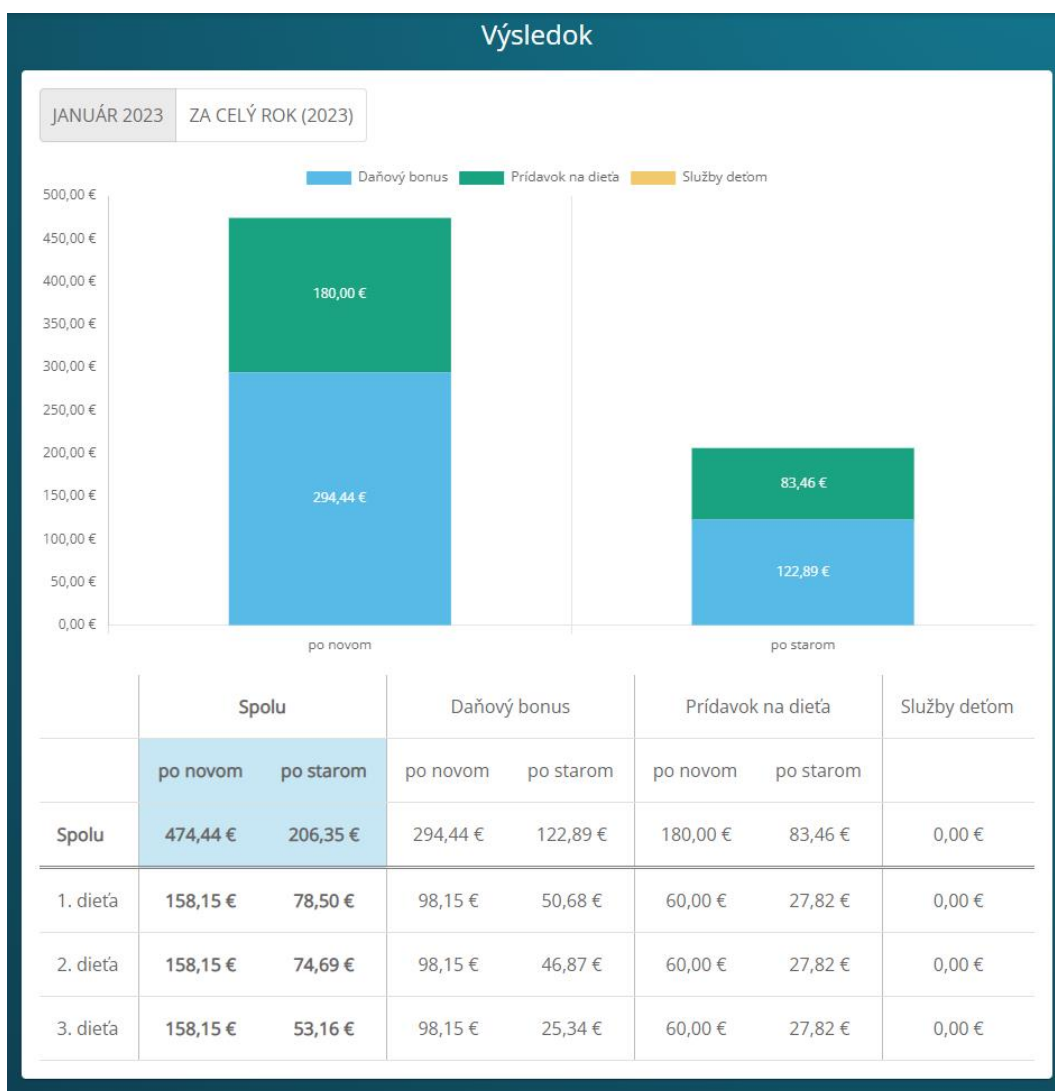 Výsledok
JANUÁR 2023 ZA CELÝ ROK (2023)
Daňový bonus Prídavok na dieťa Služby deťom
500,00 €
450,00 €
400,00 €
350,00 €
300,00 €
250,00 €
200,00 €
150,00 €
100,00 €
50,00 €
0,00 €
180,00 €
294,44 €
83,46 €
122,89 €
po novom po starom
Spolu Daňový bonus Prídavok na dieťa Služby deťom
po novom po starom po novom po starom po novom po starom
Spolu 474,44 € 206,35 € 294,44 € 122,89 € 180,00 € 83,46 € 0,00 €
1. dieťa 158,15 € 78,50 € 98,15 € 50,68 € 60,00 € 27,82 € 0,00 €
2. dieťa 158,15 € 74,69 € 98,15 € 46,87 € 60,00 € 27,82 € 0,00 €
3. dieťa 158,15 € 53,16 € 98,15 € 25,34 € 60,00 € 27,82 € 0,00 €